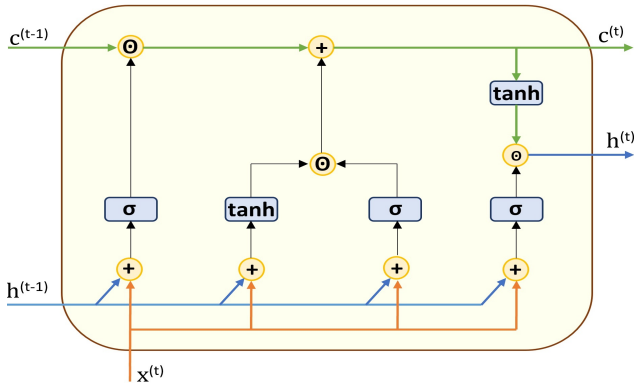 c(t-1) ʘ + c(t)
tanh
ʘ ʘ h(t)
σ tanh σ σ
+ + + +
h(t-1)
x(t)